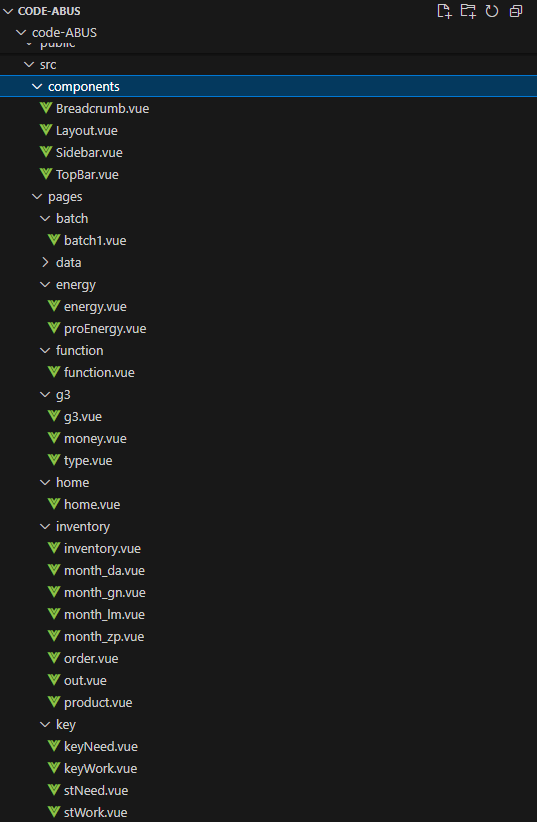 CODE-ABUS
code-ABUS
public
src
components
Breadcrumb.vue
Layout.vue
Sidebar.vue
TopBar.vue
pages
batch
batch1.vue
data
energy
energy.vue
proEnergy.vue
function
function.vue
g3
g3.vue
money.vue
type.vue
home
home.vue
inventory
inventory.vue
month_da.vue
month_gn.vue
month_lm.vue
month_zp.vue
order.vue
out.vue
product.vue
key
keyNeed.vue
keyWork.vue
stNeed.vue
stWork.vue